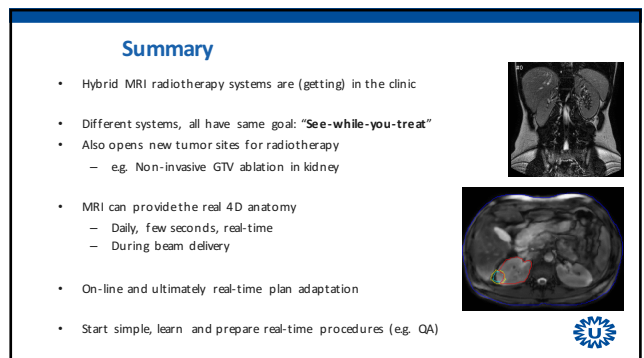 Summary
• Hybrid MRI radiotherapy systems are (getting) in the clinic
• Different systems, all have same goal: “See-while-you-treat”
• Also opens new tumor sites for radiotherapy
– e.g. Non-invasive GTV ablation in kidney
• MRI can provide the real 4D anatomy
– Daily, few seconds, real-time
– During beam delivery
• On-line and ultimately real-time plan adaptation
• Start simple, learn and prepare real-time procedures (e.g. QA)
#0
U